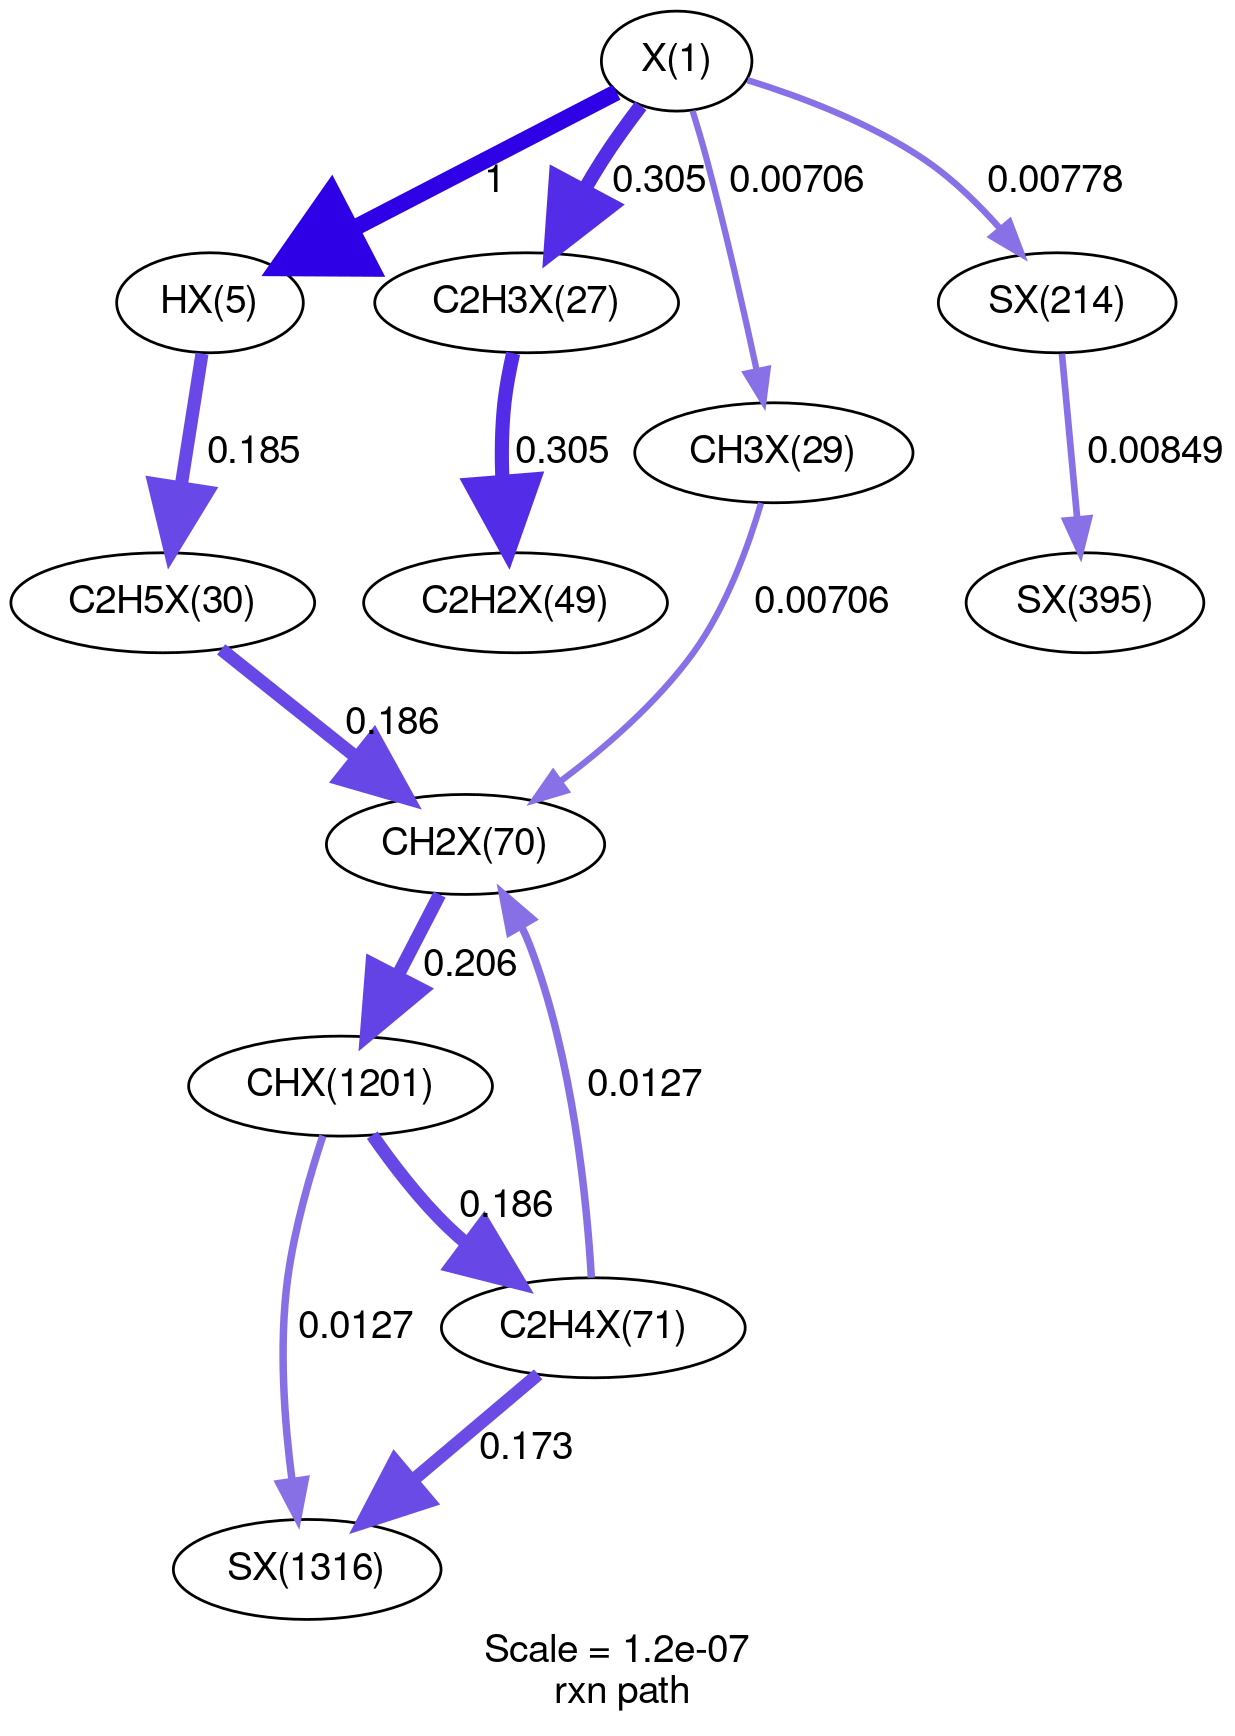 X(1)
1
0.305
0.00706
0.00778
HX(5)
C2H3X(27)
SX(214)
0.185
0.305
CH3X(29)
0.00849
C2H5X(30)
C2H2X(49)
0.00706
SX(395)
0.186
CH2X(70)
0.206
CHX(1201)
0.0127
0.186
0.0127
C2H4X(71)
0.173
SX(1316)
Scale = 1.2e-07
rxn path